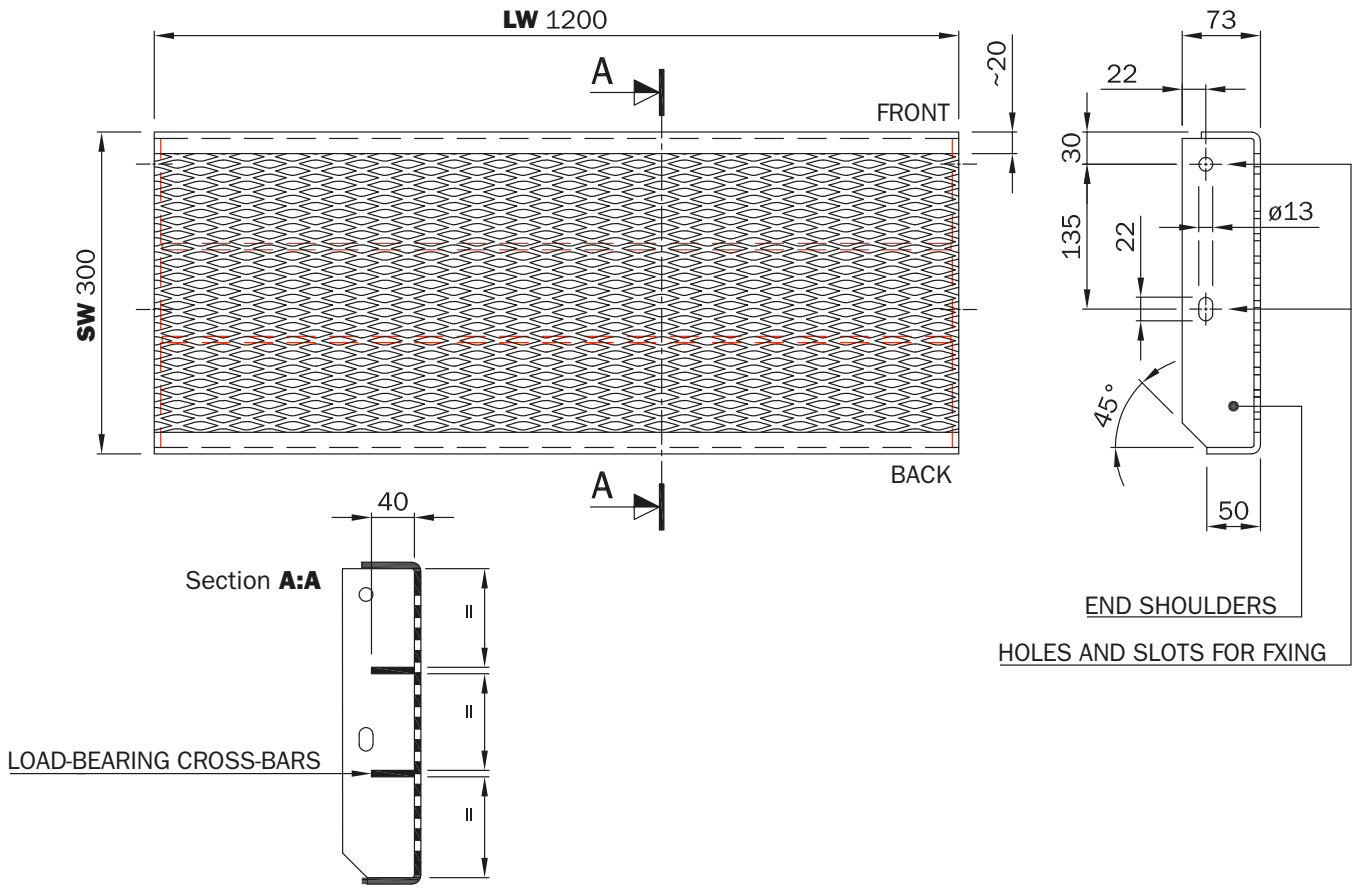 LW 1200
73
~20
22
A
FRONT
30
ø13
135
22
SW 300
45°
A
BACK
50
40
Section A:A
=
END SHOULDERS
HOLES AND SLOTS FOR FXING
=
LOAD-BEARING CROSS-BARS
=